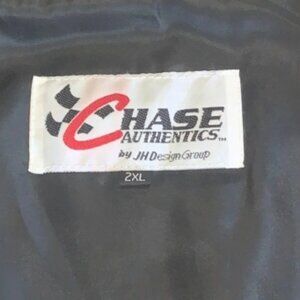 CHASE
AUTHENTICS™
by JH Design Group
2XL